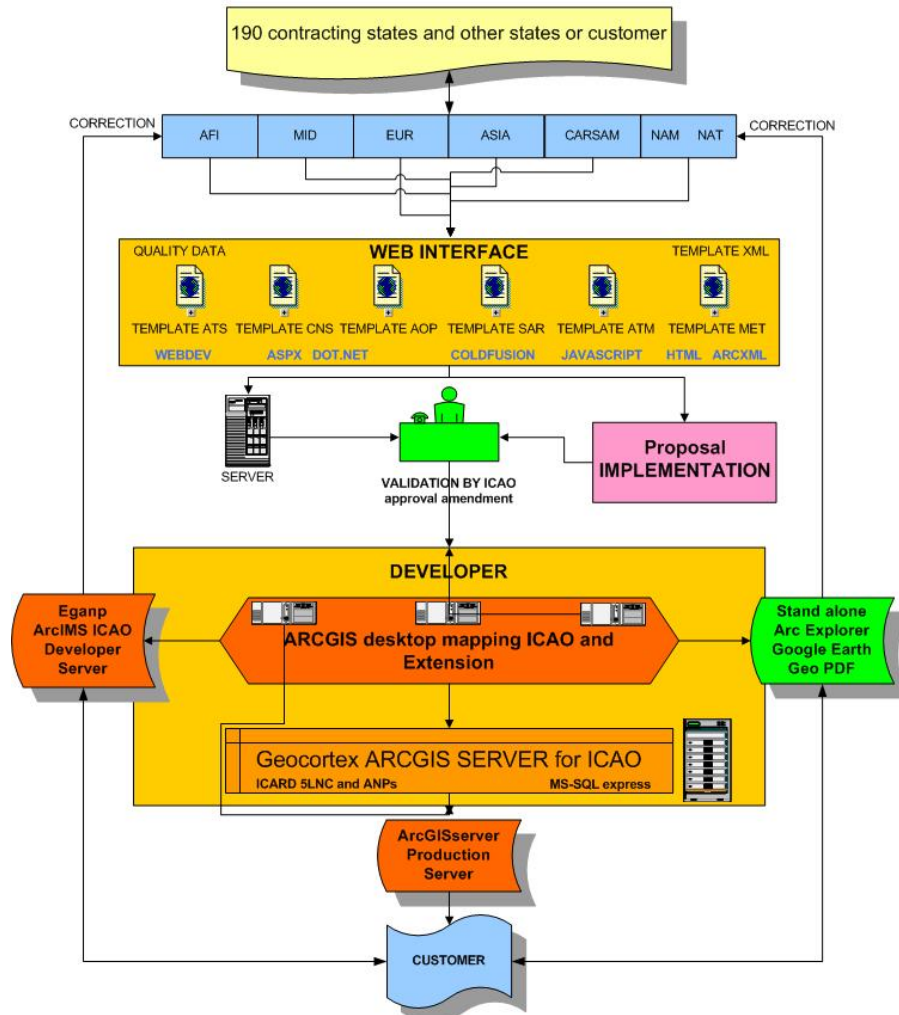 190 contracting states and other states or customer
CORRECTION
CORRECTION
AFI MID EUR ASIA CARSAM NAM NAT
WEB INTERFACE
QUALITY DATA
TEMPLATE XML
TEMPLATE ATS TEMPLATE CNS TEMPLATE AOP TEMPLATE SAR TEMPLATE ATM TEMPLATE MET
WEBDEV ASPX DOT.NET COLDFUSION JAVASCRIPT HTML ARCXML
SERVER
VALIDATION BY ICAO
approval amendment
Proposal
IMPLEMENTATION
DEVELOPER
Eganp
ArcIMS ICAO
Developer
Server
ARCGIS desktop mapping ICAO and
Extension
Stand alone
Arc Explorer
Google Earth
Geo PDF
Geocortex ARCGIS SERVER for ICAO
ICARD 5LNC and ANPs
MS-SQL express
ArcGISserver
Production
Server
CUSTOMER